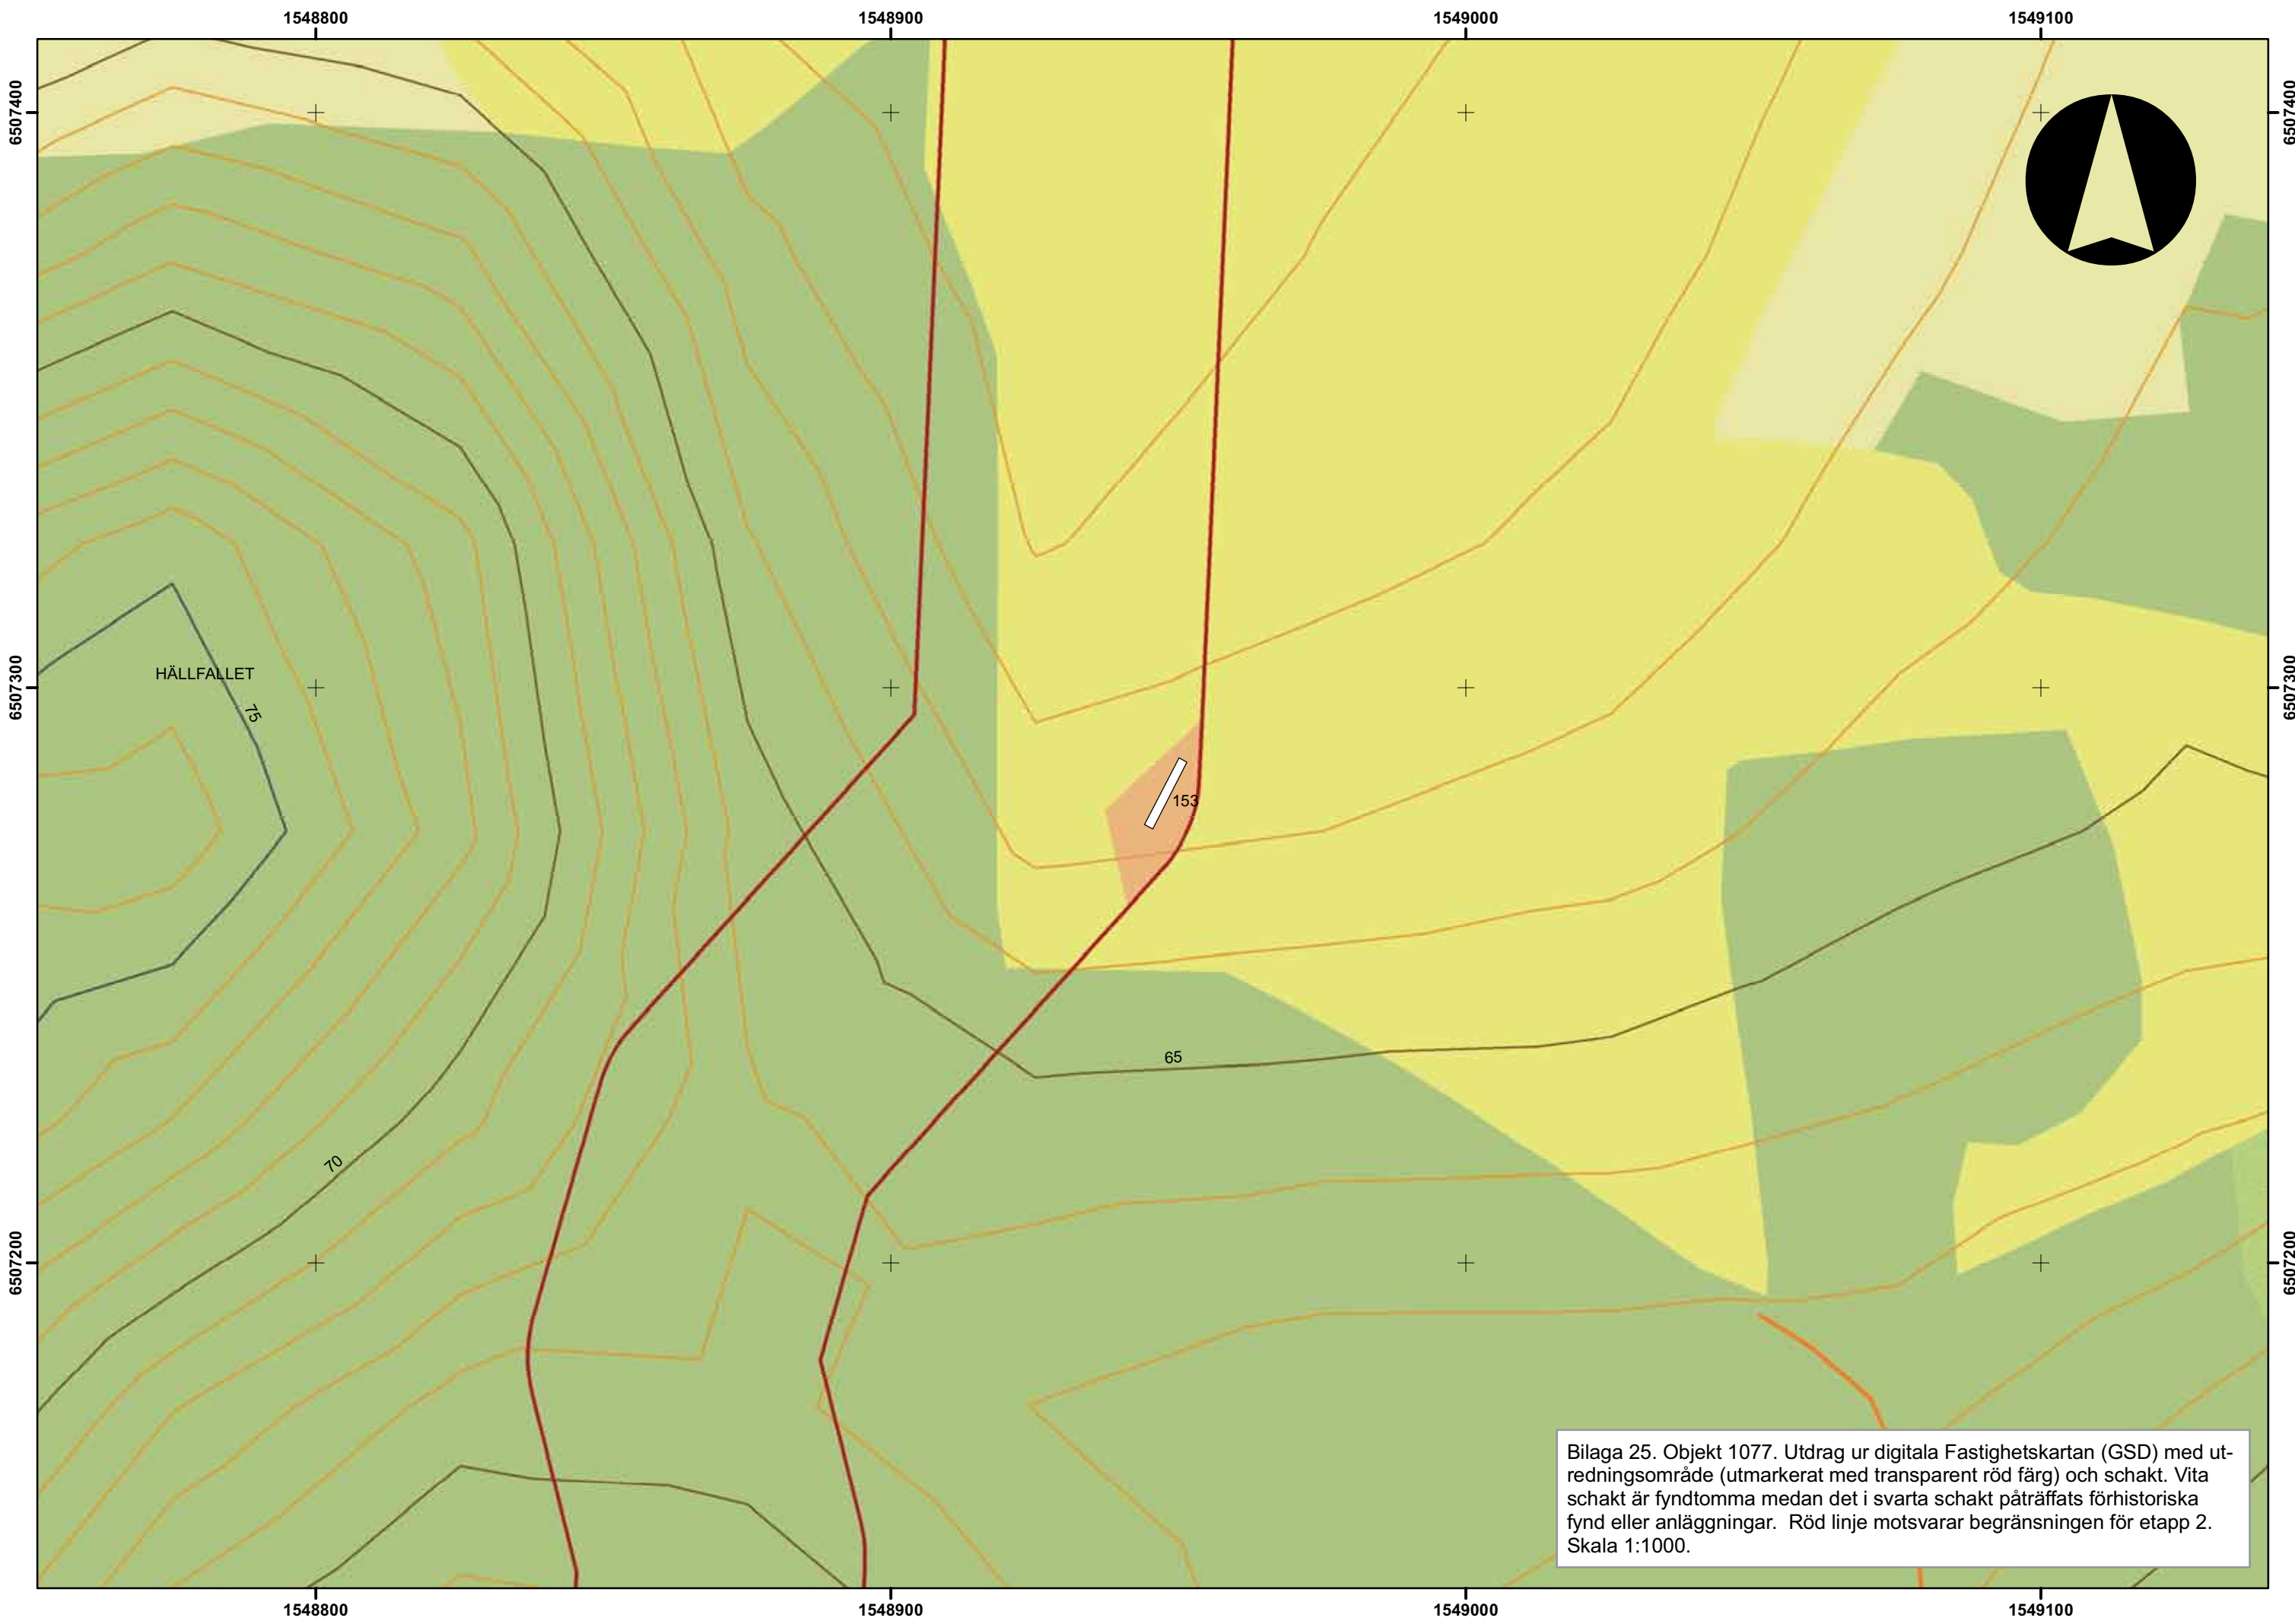 1548800 1548900 1549000 1549100
6507400 6507400
HÄLLFALLET
6507300 6507300
75
153
65
70
6507200 6507200
Bilaga 25. Objekt 1077. Utdrag ur digitala Fastighetskartan (GSD) med ut-
redningsområde (utmarkerat med transparent röd färg) och schakt. Vita
schakt är fyndtomma medan det i svarta schakt påträffats förhistoriska
fynd eller anläggningar.  Röd linje motsvarar begränsningen för etapp 2.
Skala 1:1000.
1548800 1548900 1549000 1549100